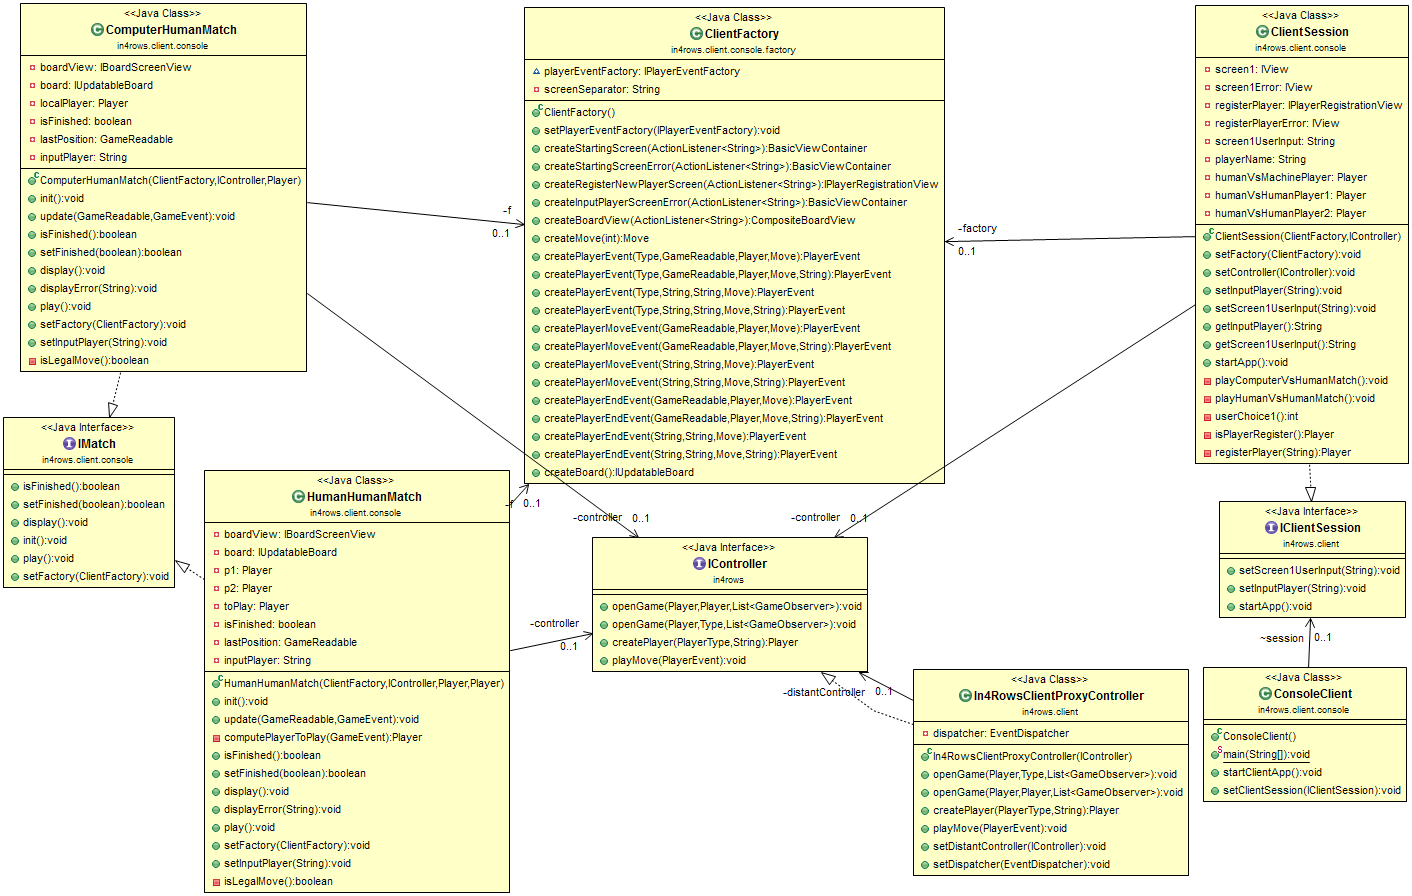 <<Java Class>>
ComputerHumanMatch
in4rows.client.console
boardView: IBoardScreenView
board: IUpdatableBoard
localPlayer: Player
isFinished: boolean
lastPosition: GameReadable
inputPlayer: String
ComputerHumanMatch(ClientFactory,IController,Player)
init():void
update(GameReadable,GameEvent):void
isFinished():boolean
setFinished(boolean):boolean
display():void
displayError(String):void
play():void
setFactory(ClientFactory):void
setInputPlayer(String):void
isLegalMove():boolean
<<Java Class>>
ClientFactory
in4rows.client.console.factory
playerEventFactory: IPlayerEventFactory
screenSeparator: String
ClientFactory()
setPlayerEventFactory(IPlayerEventFactory):void
createStartingScreen(ActionListener<String>):BasicViewContainer
createStartingScreenError(ActionListener<String>):BasicViewContainer
createRegisterNewPlayerScreen(ActionListener<String>):IPlayerRegistrationView
createInputPlayerScreenError(ActionListener<String>):BasicViewContainer
createBoardView(ActionListener<String>):CompositeBoardView
createMove(int):Move
createPlayerEvent(Type,GameReadable,Player,Move):PlayerEvent
createPlayerEvent(Type,GameReadable,Player,Move,String):PlayerEvent
createPlayerEvent(Type,String,String,Move):PlayerEvent
createPlayerEvent(Type,String,String,Move,String):PlayerEvent
createPlayerMoveEvent(GameReadable,Player,Move):PlayerEvent
createPlayerMoveEvent(GameReadable,Player,Move,String):PlayerEvent
createPlayerMoveEvent(String,String,Move):PlayerEvent
createPlayerMoveEvent(String,String,Move,String):PlayerEvent
createPlayerEndEvent(GameReadable,Player,Move):PlayerEvent
createPlayerEndEvent(GameReadable,Player,Move,String):PlayerEvent
createPlayerEndEvent(String,String,Move):PlayerEvent
createPlayerEndEvent(String,String,Move,String):PlayerEvent
createBoard():IUpdatableBoard
<<Java Class>>
ClientSession
in4rows.client.console
screen1: IView
screen1Error: IView
registerPlayer: IPlayerRegistrationView
registerPlayerError: IView
screen1UserInput: String
playerName: String
humanVsMachinePlayer: Player
humanVsHumanPlayer1: Player
humanVsHumanPlayer2: Player
ClientSession(ClientFactory,IController)
setFactory(ClientFactory):void
setController(IController):void
setInputPlayer(String):void
setScreen1UserInput(String):void
getInputPlayer():String
getScreen1UserInput():String
startApp():void
playComputerVsHumanMatch():void
playHumanVsHumanMatch():void
userChoice1():int
isPlayerRegister():Player
registerPlayer(String):Player
-f
0..1
-factory
0..1
<<Java Interface>>
IMatch
in4rows.client.console
isFinished():boolean
setFinished(boolean):boolean
display():void
init():void
play():void
setFactory(ClientFactory):void
<<Java Class>>
HumanHumanMatch
in4rows.client.console
boardView: IBoardScreenView
board: IUpdatableBoard
p1: Player
p2: Player
toPlay: Player
isFinished: boolean
lastPosition: GameReadable
inputPlayer: String
HumanHumanMatch(ClientFactory,IController,Player,Player)
init():void
update(GameReadable,GameEvent):void
computePlayerToPlay(GameEvent):Player
isFinished():boolean
setFinished(boolean):boolean
display():void
displayError(String):void
play():void
setFactory(ClientFactory):void
setInputPlayer(String):void
isLegalMove():boolean
-f
0..1
-controller
0..1
-controller
0..1
-controller
0..1
<<Java Interface>>
IController
in4rows
openGame(Player,Player,List<GameObserver>):void
openGame(Player,Type,List<GameObserver>):void
createPlayer(PlayerType,String):Player
playMove(PlayerEvent):void
-distantController
0..1
<<Java Class>>
In4RowsClientProxyController
in4rows.client
dispatcher: EventDispatcher
In4RowsClientProxyController(IController)
openGame(Player,Type,List<GameObserver>):void
openGame(Player,Player,List<GameObserver>):void
createPlayer(PlayerType,String):Player
playMove(PlayerEvent):void
setDistantController(IController):void
setDispatcher(EventDispatcher):void
<<Java Interface>>
IClientSession
in4rows.client
setScreen1UserInput(String):void
setInputPlayer(String):void
startApp():void
~session
0..1
<<Java Class>>
ConsoleClient
in4rows.client.console
ConsoleClient()
main(String[]):void
startClientApp():void
setClientSession(IClientSession):void